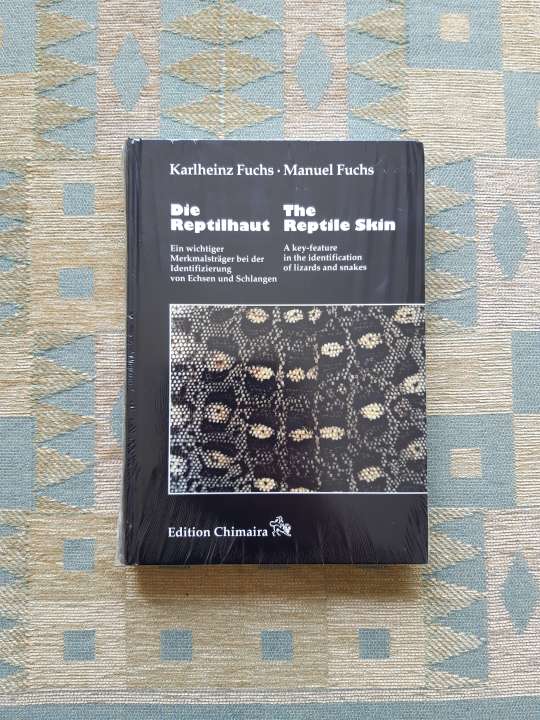 Karlheinz Fuchs · Manuel Fuchs
Die
Reptilhaut
The
Reptile Skin
Ein wichtiger
Merkmalsträger bei der
Identifizierung
von Echsen und Schlangen
A key-feature
in the identification
of lizards and snakes
Edition Chimaira